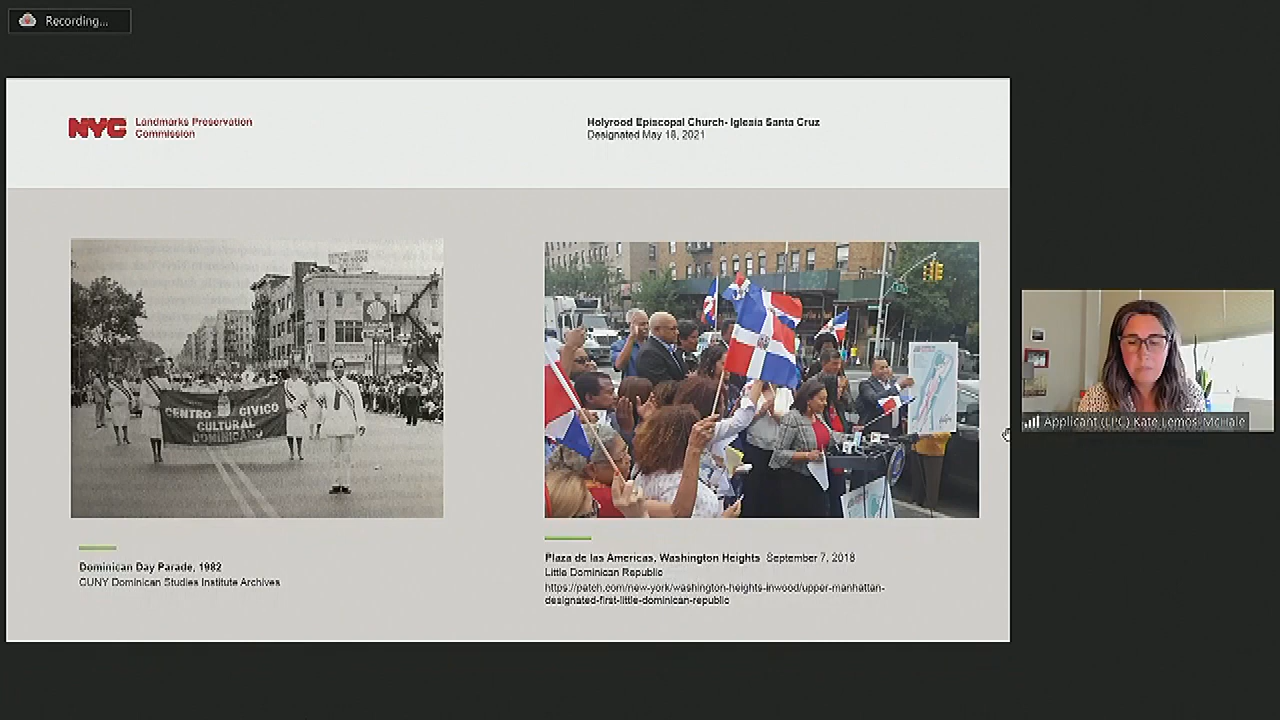 Recording...
NYC
Landmarks Preservation
Commission
Holyrood Episcopal Church- Iglesia Santa Cruz
Designated May 18, 2021
CENTRO CIVICO
CULTURAL
DOMINICANO
Dominican Day Parade, 1982
CUNY Dominican Studies Institute Archives
Plaza de las Americas, Washington Heights September 7, 2018
Little Dominican Republic
https://patch.com/new-york/washington-heights-inwood/upper-manhattan-
designated-first-little-dominican-republic
Applicant (LPC) Kate Lemos McHale